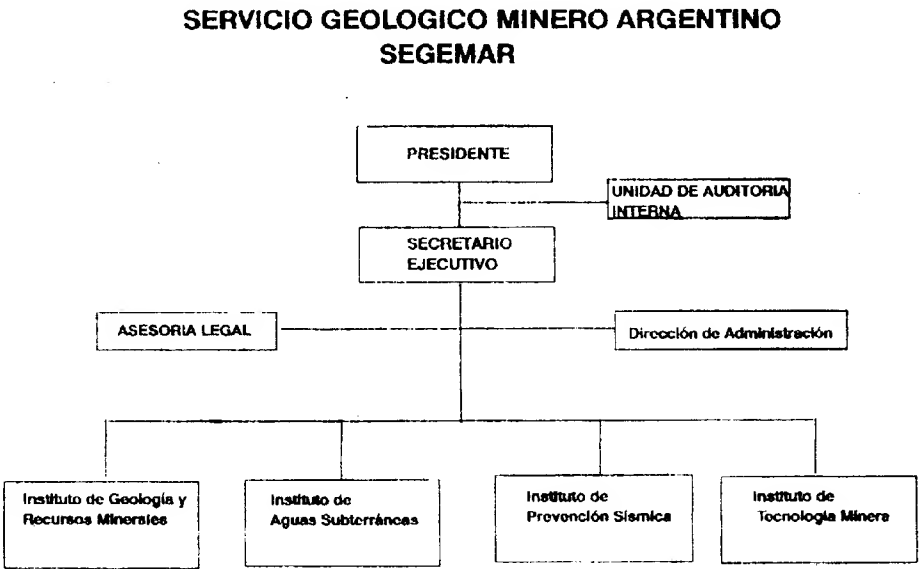 SERVICIO GEOLOGICO MINERO ARGENTINO
SEGEMAR
PRESIDENTE
UNIDAD DE AUDITORIA
INTERNA
SECRETARIO
EJECUTIVO
ASESORIA LEGAL
Dirección de Administración
Instituto de Geología y
Recursos Minerales
Instituto de
Aguas Subterráneas
Instituto de
Prevención Sísmica
Instituto de
Tecnología Minera